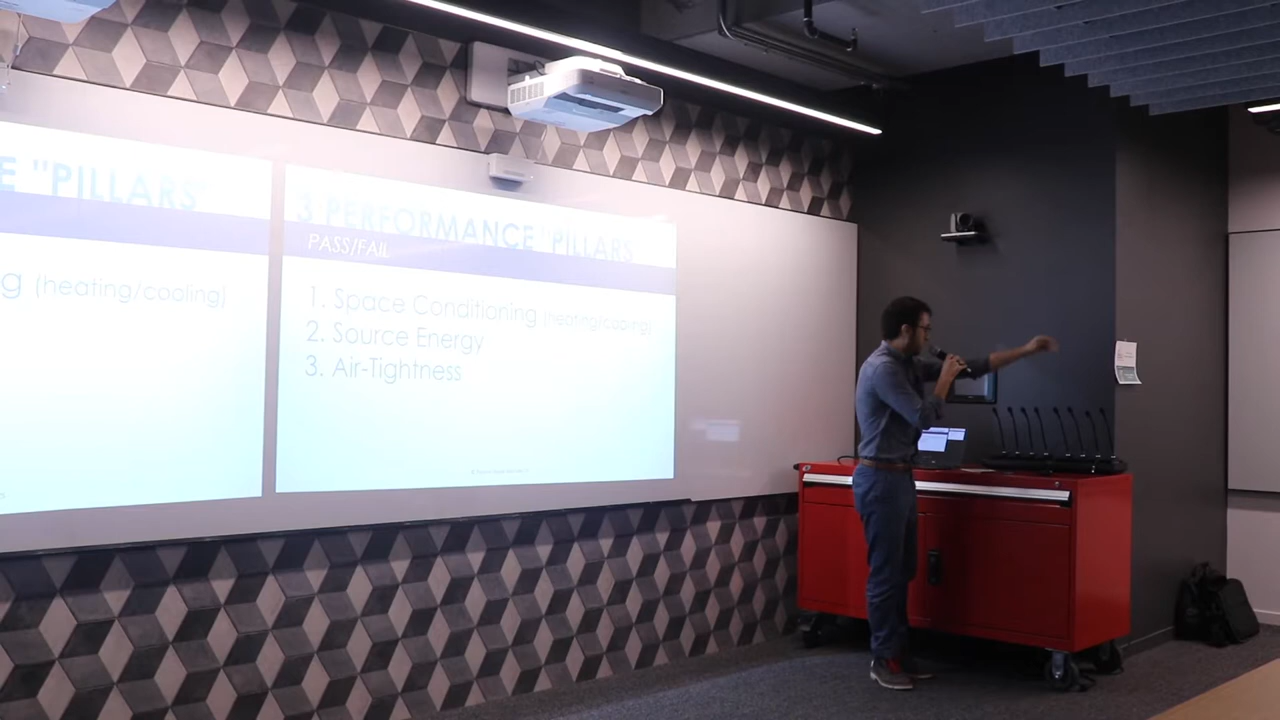 E "PILLARS"
g (heating/cooling)
3 PERFORMANCE "PILLARS"
PASS/FAIL
1. Space Conditioning (heating/cooling)
2. Source Energy
3. Air-Tightness